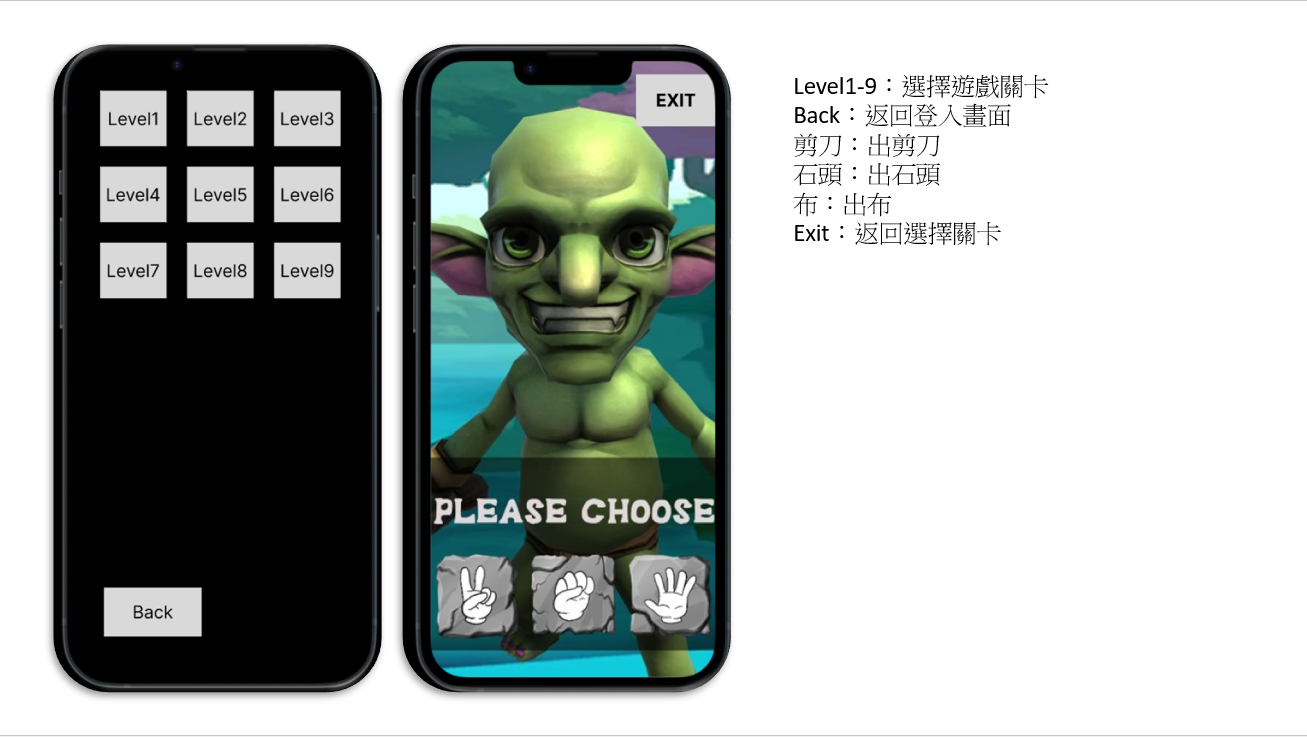 Level1 Level2 Level3
Level4 Level5 Level6
Level7 Level8 Level9
Back
EXIT
PLEASE CHOOSE
Level1-9：選擇遊戲關卡
Back：返回登入畫面
剪刀：出剪刀
石頭：出石頭
布：出布
Exit：返回選擇關卡